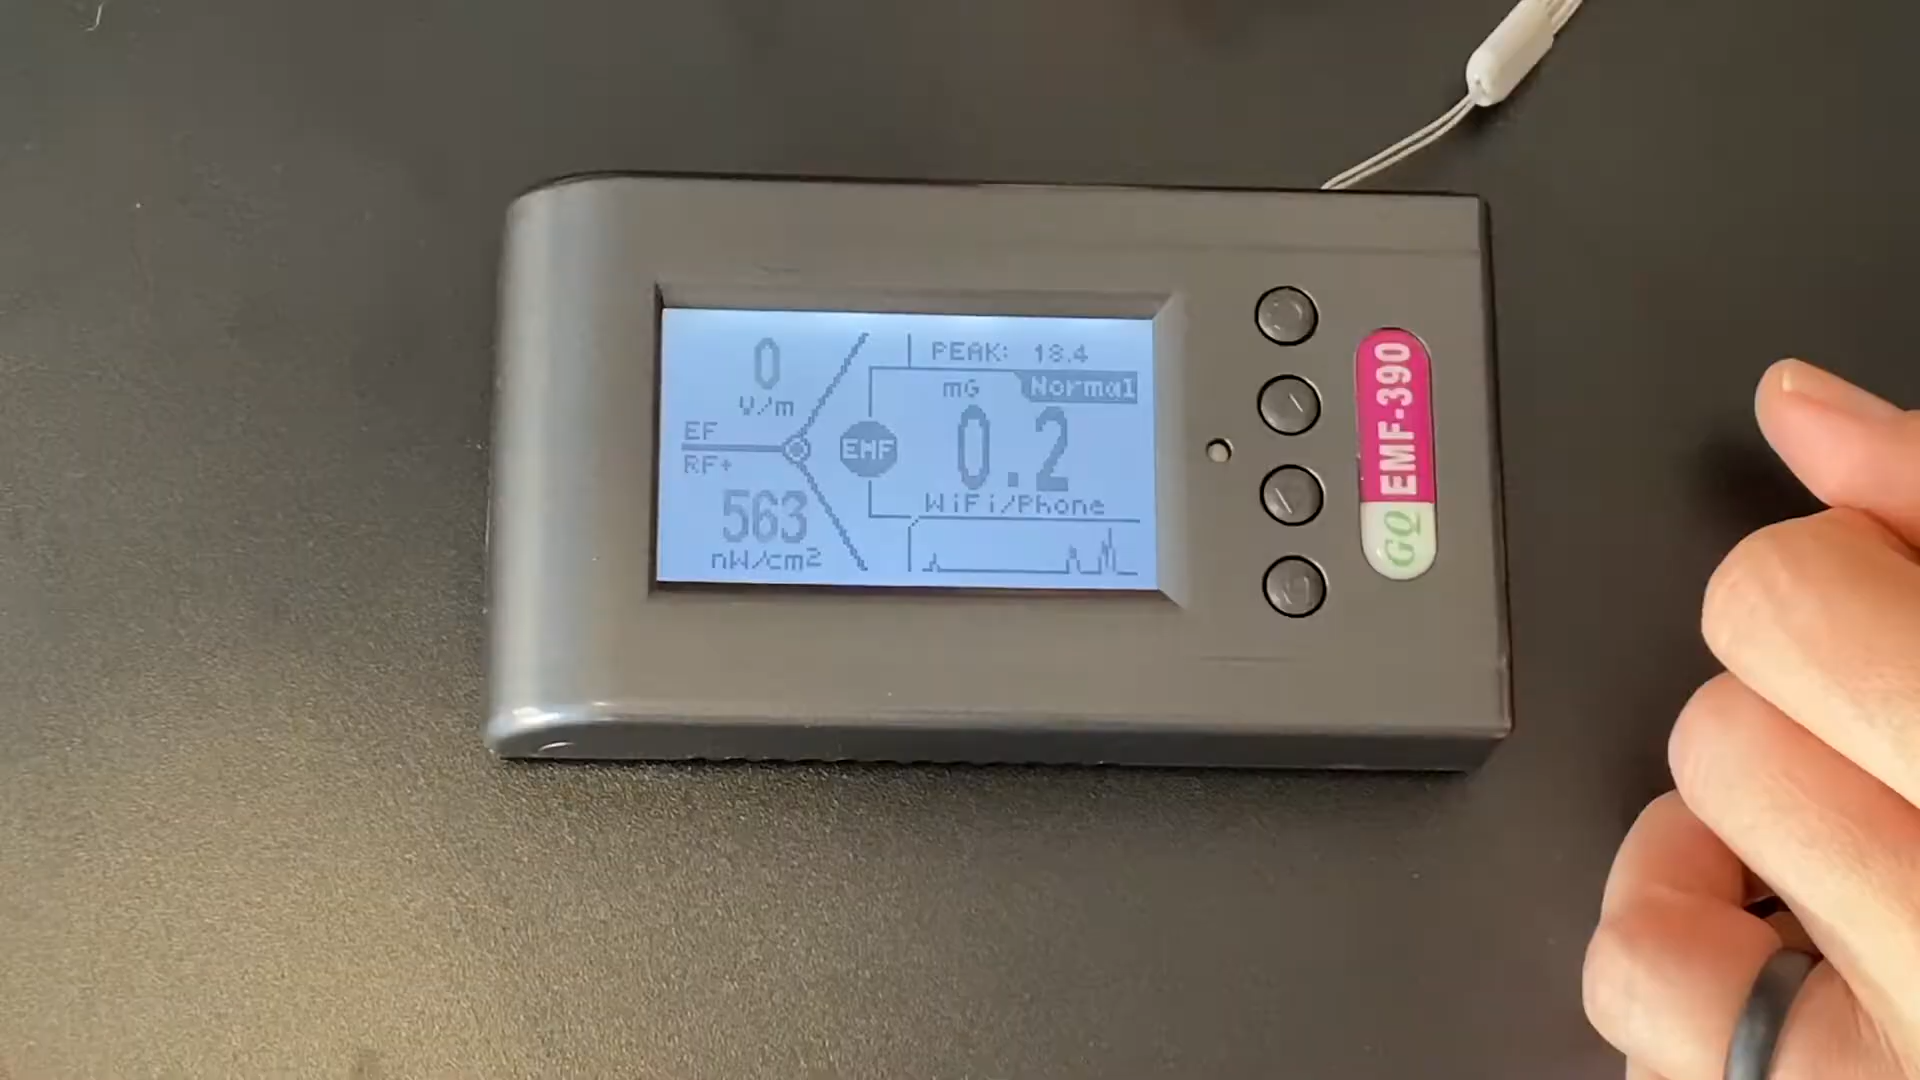 0
V/m
EF
RF+
563
nW/cm2
EMF
PEAK: 18.4
mG
Normal
0.2
WiFi/Phone
GQ EMF-390